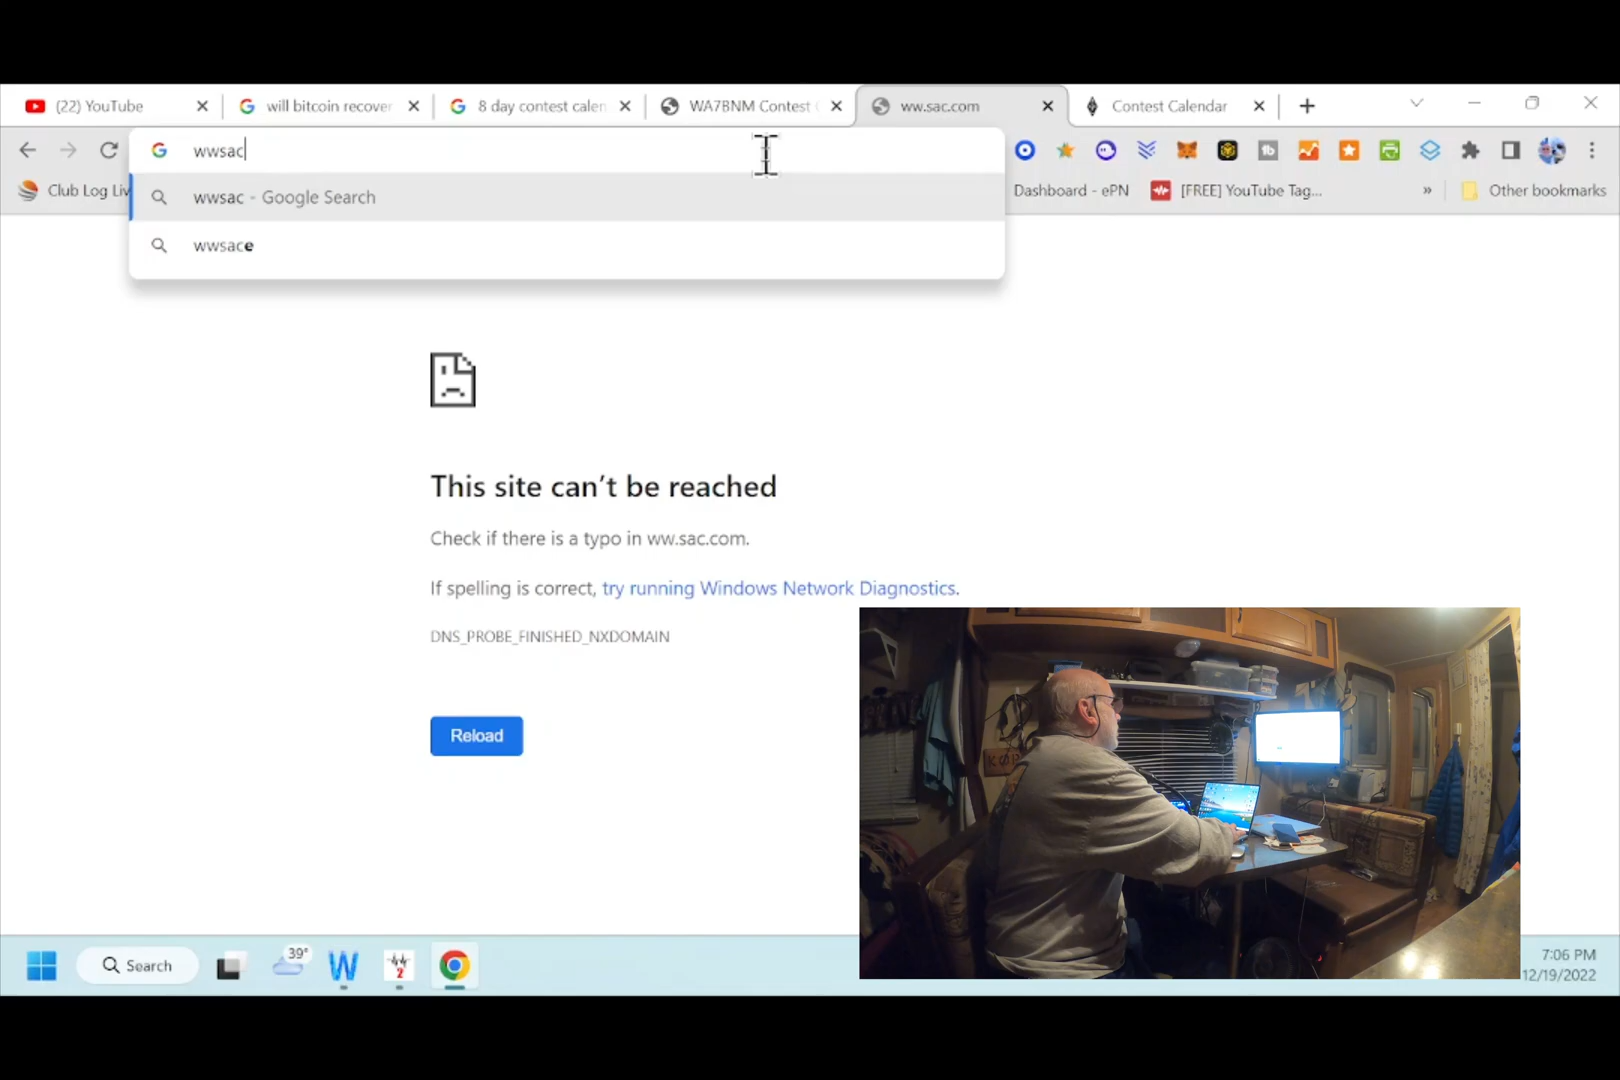 (22) YouTube
will bitcoin recover
8 day contest calen
WA7BNM Contest C
ww.sac.com
Contest Calendar
wwsac
Club Log Liv
Dashboard - ePN
[FREE] YouTube Tag...
»
Other bookmarks
wwsac - Google Search
wwsace
This site can't be reached
Check if there is a typo in ww.sac.com.
If spelling is correct, try running Windows Network Diagnostics.
DNS_PROBE_FINISHED_NXDOMAIN
Reload
Search
39°
7:06 PM
12/19/2022